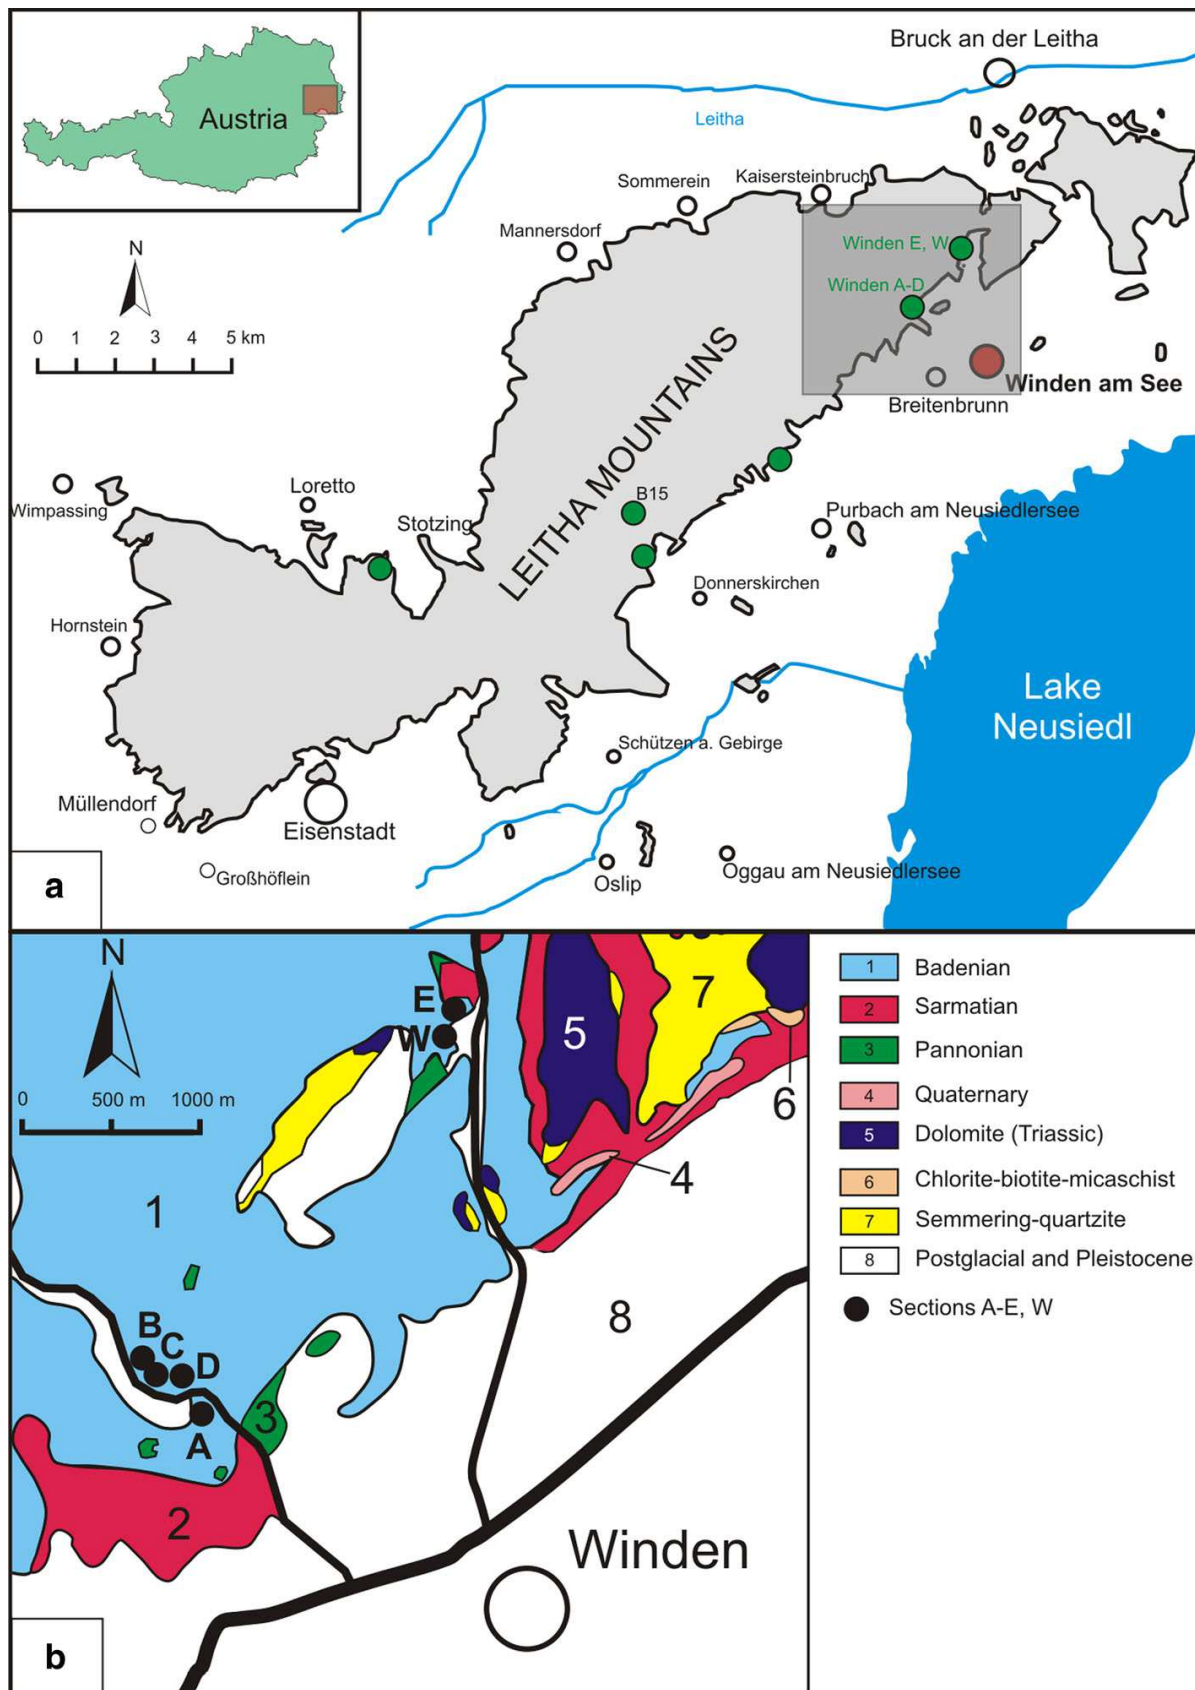 Bruck an der Leitha
Austria
Leitha
Kaisersteinbruch
Sommerein
Mannersdorf
N
Winden E, W
Winden A-D
0 1 2 3 4 5 km
Winden am See
Breitenbrunn
LEITHA MOUNTAINS
Loretto
B15
Wimpassing
Stotzing
Purbach am Neusiedlersee
Donnerskirchen
Hornstein
Lake
Neusiedl
Schützen a. Gebirge
Müllendorf
Eisenstadt
Großhöflein
Oslip
Oggau am Neusiedlersee
a
N
E
W
0 500 m 1000 m
5
7
6
4
1
8
B
C
D
3
A
2
Winden
b
1 Badenian
2 Sarmatian
3 Pannonian
4 Quaternary
5 Dolomite (Triassic)
6 Chlorite-biotite-micaschist
7 Semmering-quartzite
8 Postglacial and Pleistocene
Sections A-E, W